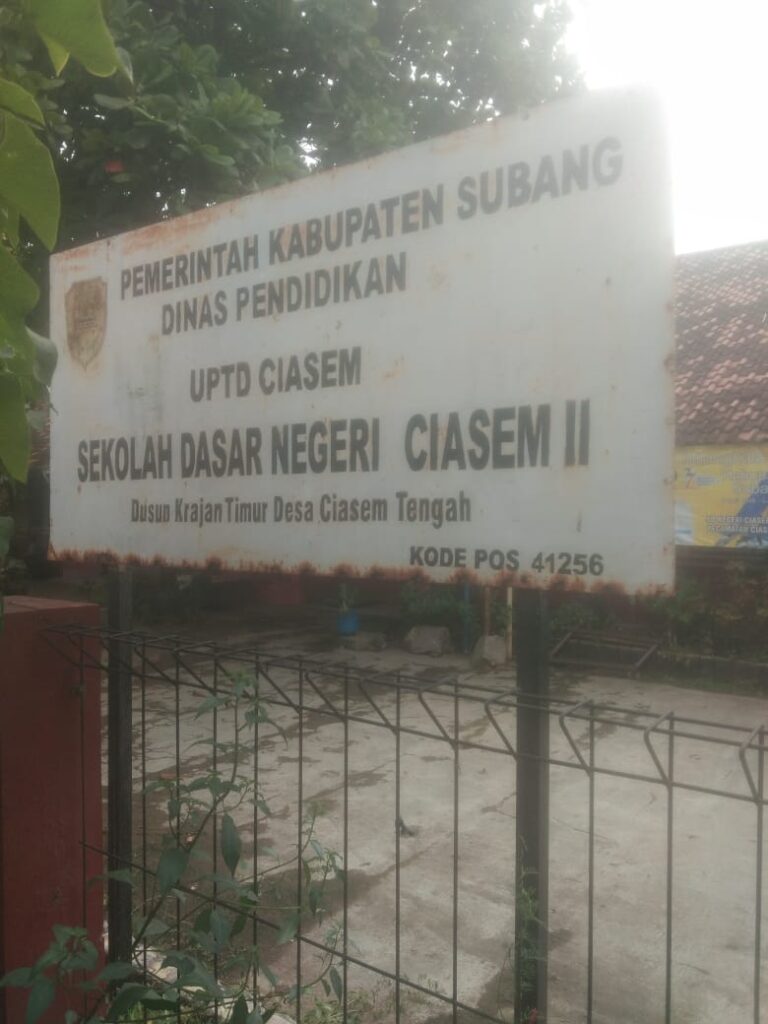 PEMERINTAH KABUPATEN SUBANG
DINAS PENDIDIKAN
UPTD CIASEM
SEKOLAH DASAR NEGERI CIASEM II
Dusun Krajan Timur Desa Ciasem Tengah
KODE POS 41256